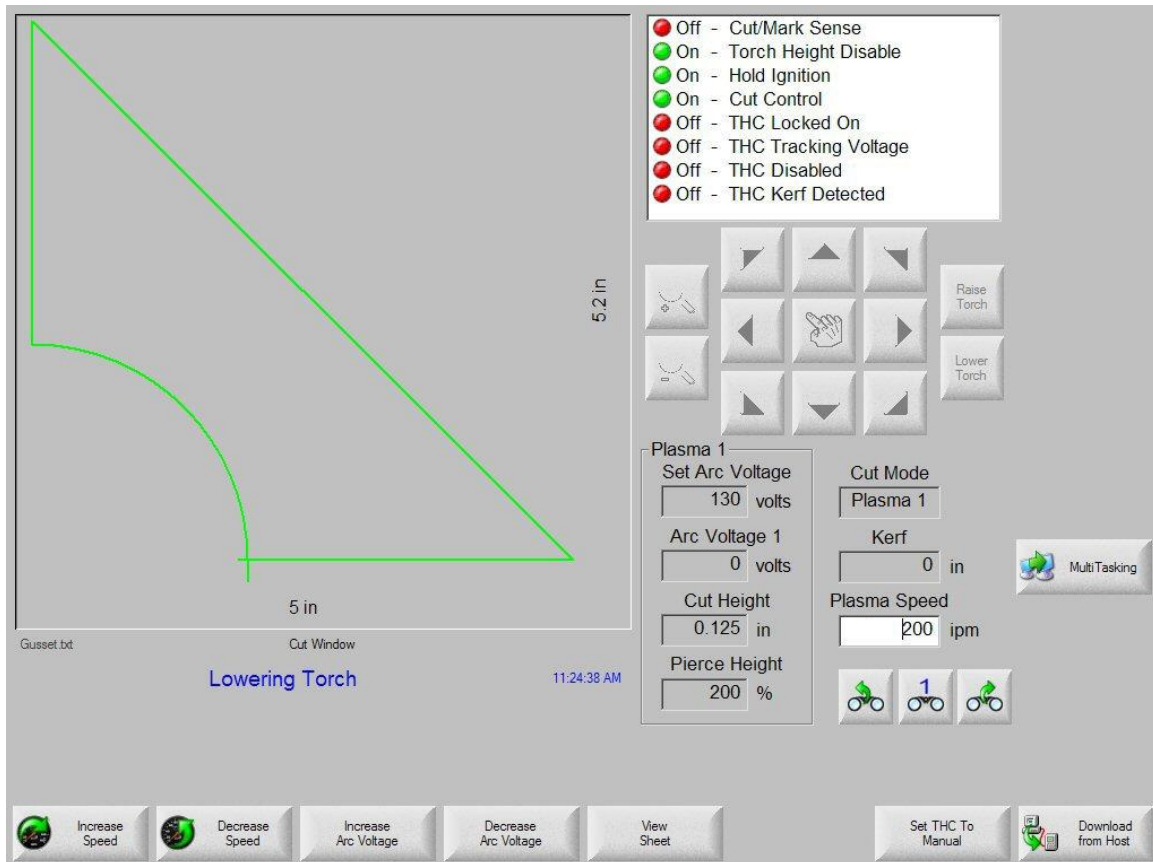 Off - Cut/Mark Sense
On - Torch Height Disable
On - Hold Ignition
On - Cut Control
Off - THC Locked On
Off - THC Tracking Voltage
Off - THC Disabled
Off - THC Kerf Detected
5.2 in
5 in
Raise
Torch
Lower
Torch
Gusset.txt
Cut Window
Lowering Torch
11:24:38 AM
Plasma 1
Set Arc Voltage
130 volts
Arc Voltage 1
0 volts
Cut Height
0.125 in
Pierce Height
200 %
Cut Mode
Plasma 1
Kerf
0 in
Plasma Speed
200 ipm
1
MultiTasking
Increase
Speed
Decrease
Speed
Increase
Arc Voltage
Decrease
Arc Voltage
View
Sheet
Set THC To
Manual
Download
from Host